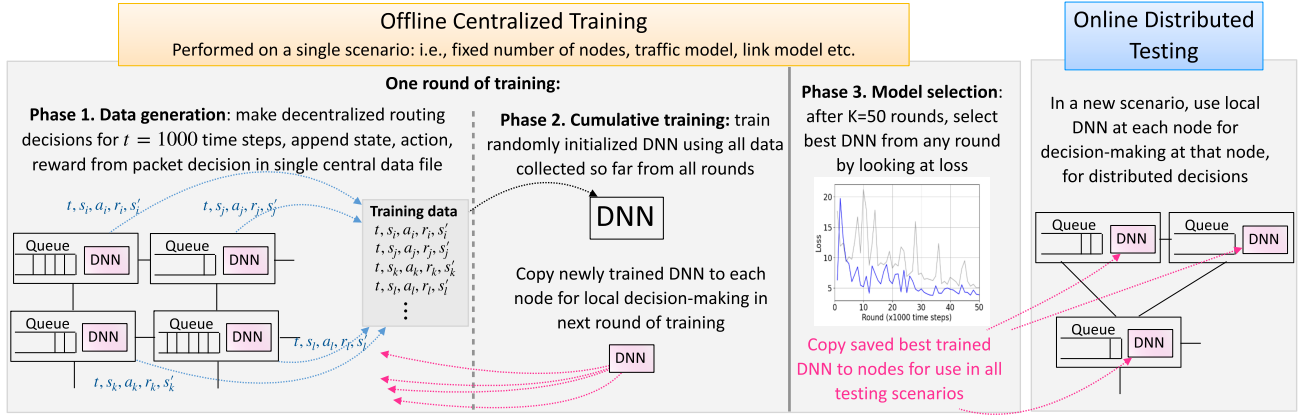 Offline Centralized Training
Performed on a single scenario: i.e., fixed number of nodes, traffic model, link model etc.
One round of training:
Phase 1. Data generation: make decentralized routing
decisions for t = 1000 time steps, append state, action,
reward from packet decision in single central data file
t, s_i, a_i, r_i, s'_i
t, s_j, a_j, r_j, s'_j
Queue
DNN
Queue
DNN
Queue
DNN
Queue
DNN
t, s_l, a_l, r_l, s'_l
t, s_k, a_k, r_k, s'_k
Training data
t, s_i, a_i, r_i, s'_i
t, s_j, a_j, r_j, s'_j
t, s_k, a_k, r_k, s'_k
t, s_l, a_l, r_l, s'_l
⋮
Phase 2. Cumulative training: train
randomly initialized DNN using all data
collected so far from all rounds
DNN
Copy newly trained DNN to each
node for local decision-making in
next round of training
DNN
Phase 3. Model selection:
after K=50 rounds, select
best DNN from any round
by looking at loss
Loss
20
15
10
5
0 10 20 30 40 50
Round (x1000 time steps)
Copy saved best trained
DNN to nodes for use in all
testing scenarios
Online Distributed
Testing
In a new scenario, use local
DNN at each node for
decision-making at that node,
for distributed decisions
Queue
DNN
Queue
DNN
Queue
DNN